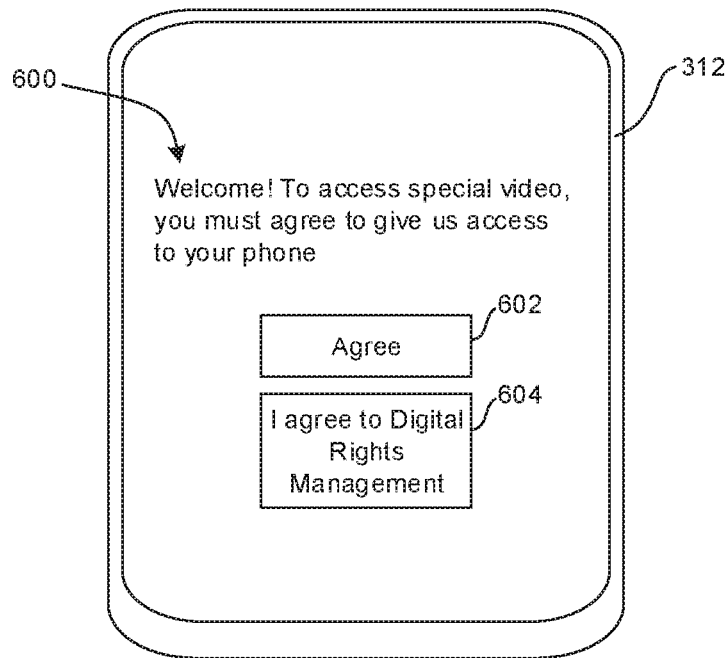 600
312
Welcome! To access special video,
you must agree to give us access
to your phone
602
Agree
604
I agree to Digital
Rights
Management